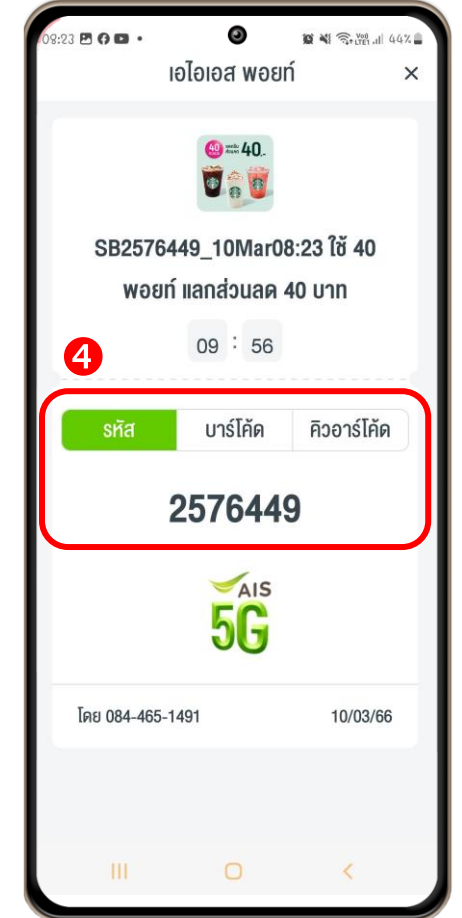 09:23
44%
เอไอเอส พอยท์
40
40.-
SB2576449_10Mar08:23 ใช้ 40
พอยท์ แลกส่วนลด 40 บาท
09 : 56
4
รหัส บาร์โค้ด คิวอาร์โค้ด
2576449
AIS
5G
โดย 084-465-1491 10/03/66